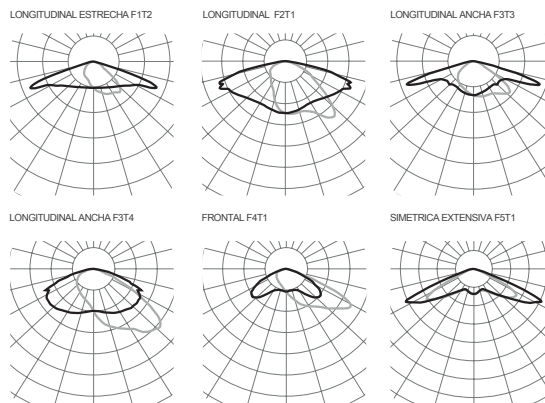 LONGITUDINAL ESTRECHA F1T2
LONGITUDINAL F2T1
LONGITUDINAL ANCHA F3T3
LONGITUDINAL ANCHA F3T4
FRONTAL F4T1
SIMETRICA EXTENSIVA F5T1